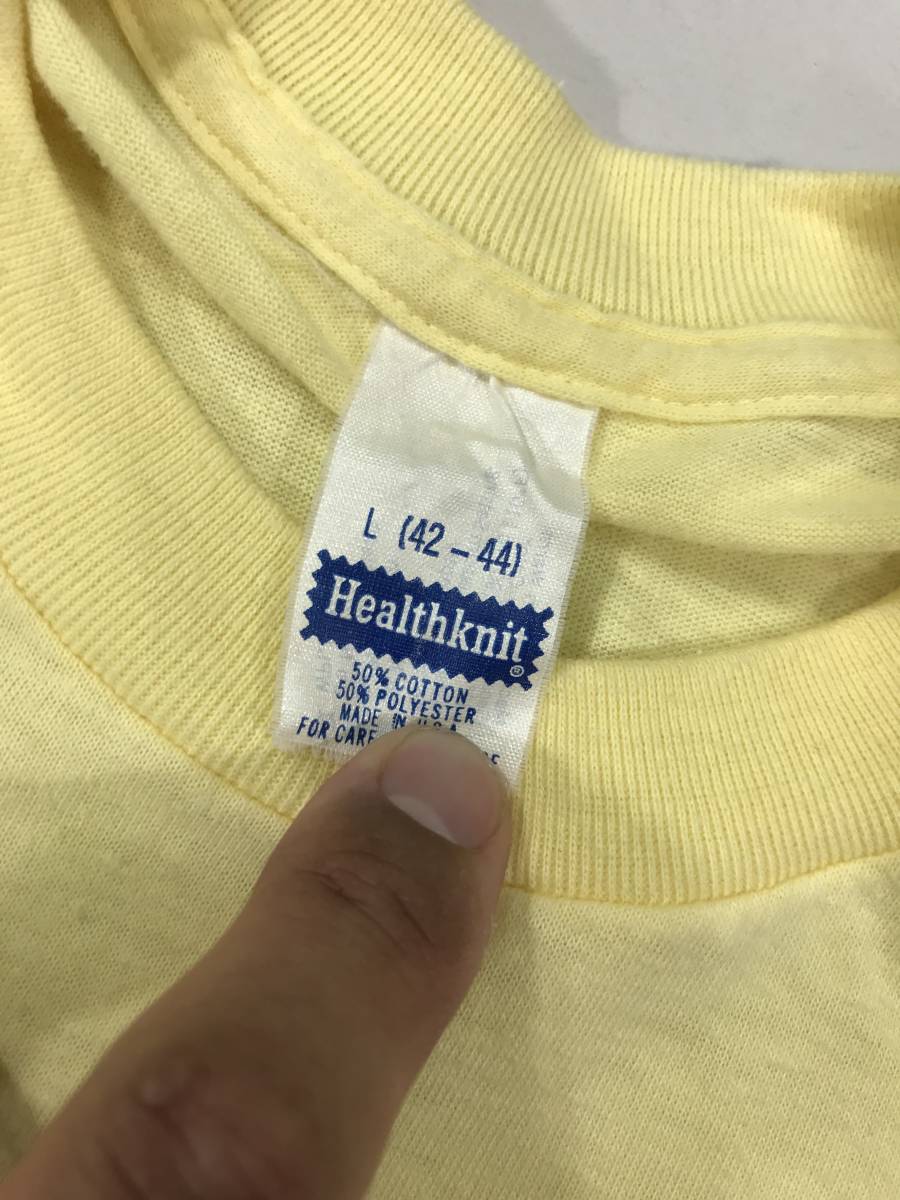 L (42 – 44)
Healthknit®
50% COTTON
50% POLYESTER
MADE IN U.S.A.
FOR CARE